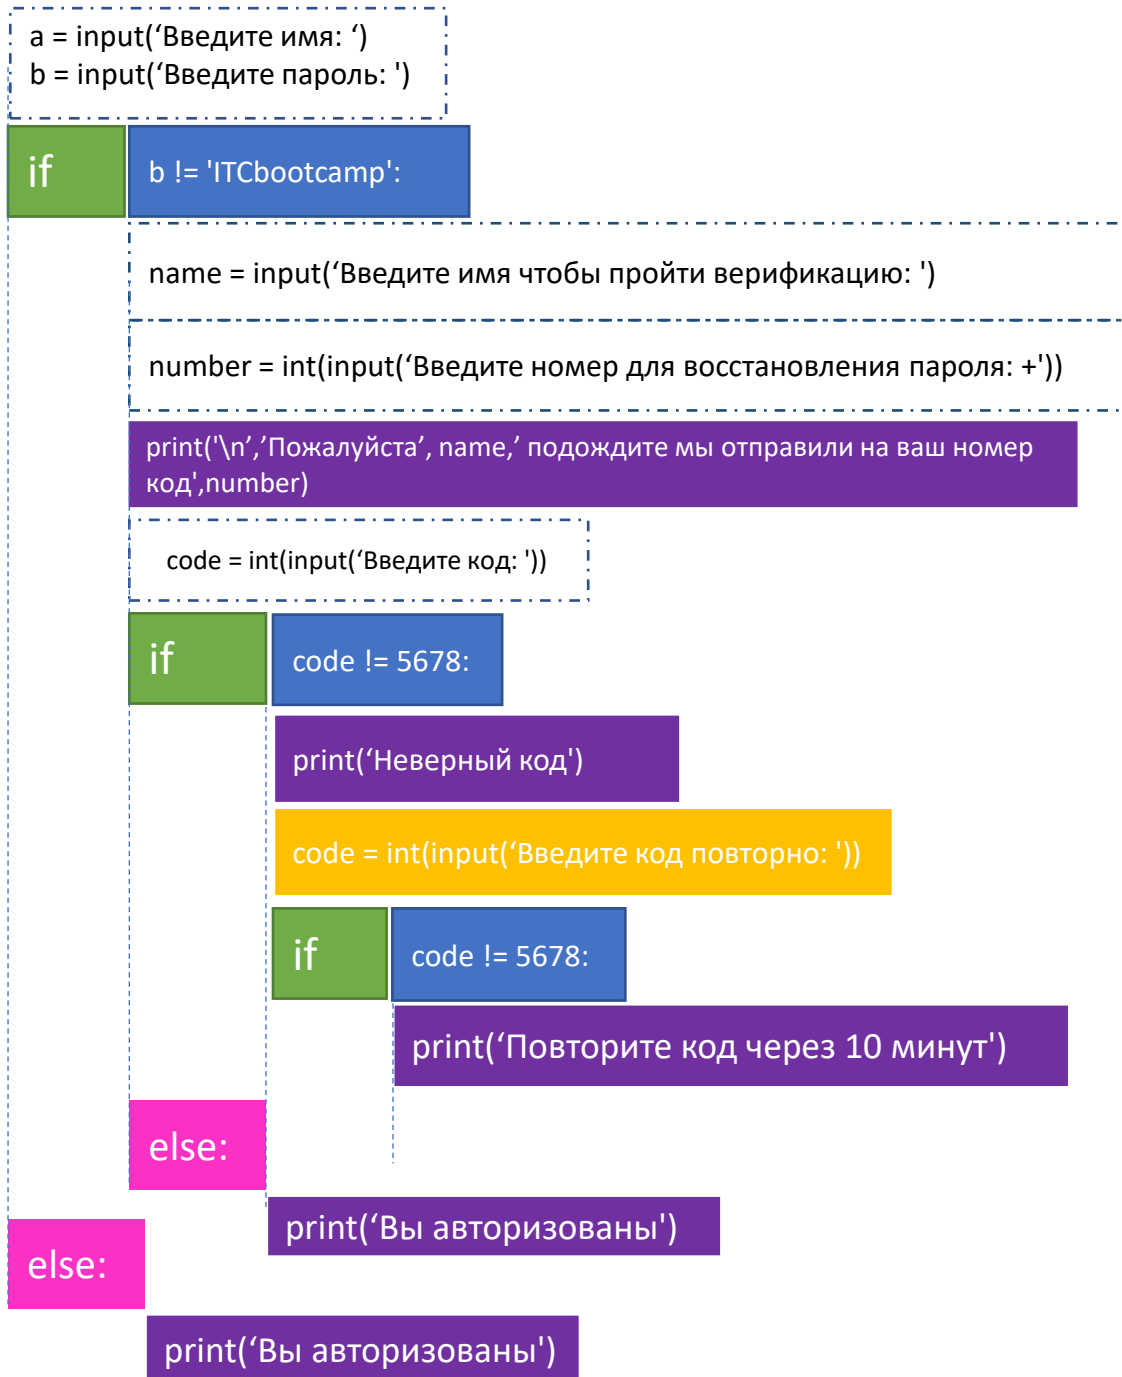 a = input(‘Введите имя: ‘)
b = input(‘Введите пароль: ')
if
b != 'ITCbootcamp':
name = input(‘Введите имя чтобы пройти верификацию: ')
number = int(input(‘Введите номер для восстановления пароля: +'))
print('\n’,’Пожалуйста’, name,’ подождите мы отправили на ваш номер
код',number)
code = int(input(‘Введите код: '))
if
code != 5678:
print(‘Неверный код')
code = int(input(‘Введите код повторно: '))
if
code != 5678:
print(‘Повторите код через 10 минут')
else:
print(‘Вы авторизованы')
else:
print(‘Вы авторизованы')